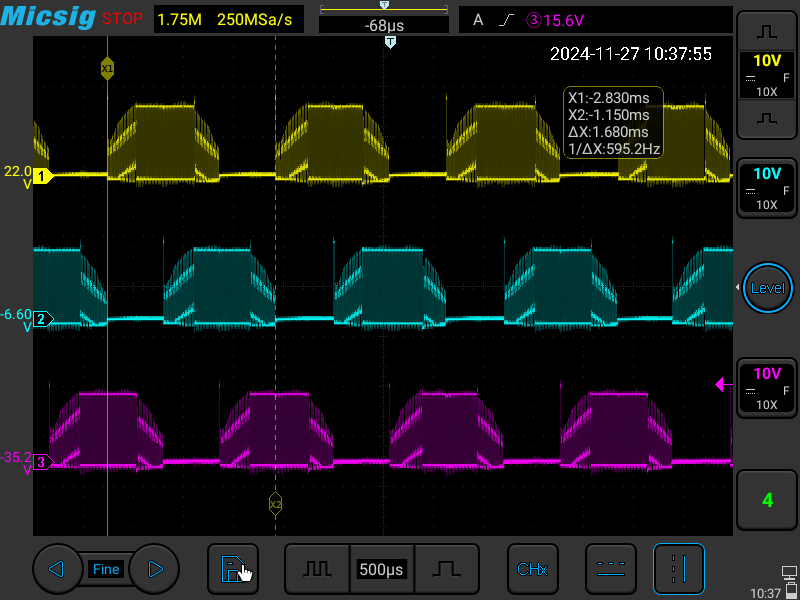 Micsig STOP 1.75M 250MSa/s
-68µs
A 3 15.6V
T
T
2024-11-27 10:37:55
X1
X1:-2.830ms
X2:-1.150ms
ΔX:1.680ms
1/ΔX:595.2Hz
22.0 V
1
-6.60 V
2
-35.2 V
3
X2
10V
F
10X
10V
F
10X
Level
10V
F
10X
4
Fine
500µs
CHx
10:37